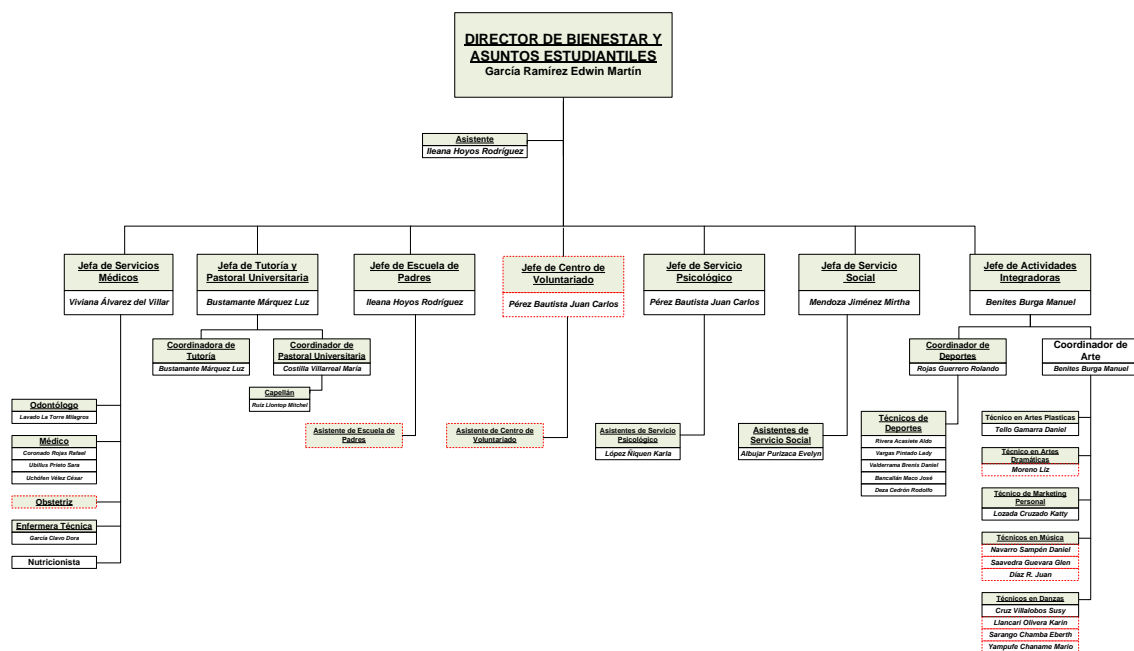 DIRECTOR DE BIENESTAR Y
ASUNTOS ESTUDIANTILES
García Ramírez Edwin Martín
Asistente
Ileana Hoyos Rodríguez
Jefa de Servicios
Médicos
Viviana Álvarez del Villar
Jefa de Tutoría y
Pastoral Universitaria
Bustamante Márquez Luz
Jefe de Escuela de
Padres
Ileana Hoyos Rodríguez
Jefe de Centro de
Voluntariado
Pérez Bautista Juan Carlos
Jefe de Servicio
Psicológico
Pérez Bautista Juan Carlos
Jefa de Servicio
Social
Mendoza Jiménez Mirtha
Jefe de Actividades
Integradoras
Benites Burga Manuel
Coordinadora de
Tutoría
Bustamante Márquez Luz
Coordinador de
Pastoral Universitaria
Costilla Villarreal María
Capellán
Ruiz Llontop Mitchel
Coordinador de
Deportes
Rojas Guerrero Rolando
Coordinador de
Arte
Benites Burga Manuel
Odontólogo
Lavado La Torre Milagros
Médico
Coronado Rojas Rafael
Ubillus Prieto Sara
Uchófen Vélez César
Obstetriz
Enfermera Técnica
García Clavo Dora
Nutricionista
Asistente de Escuela de
Padres
Asistente de Centro de
Voluntariado
Asistentes de Servicio
Psicológico
López Ñiquen Karla
Asistentes de
Servicio Social
Albujar Purizaca Evelyn
Técnicos de
Deportes
Rivera Acasiete Aldo
Vargas Pintado Lady
Valderrama Brenis Daniel
Bancallán Maco José
Deza Cedrón Rodolfo
Técnico en Artes Plasticas
Tello Gamarra Daniel
Técnico en Artes
Dramáticas
Moreno Liz
Técnico de Marketing
Personal
Lozada Cruzado Katty
Técnicos en Música
Navarro Sampén Daniel
Saavedra Guevara Glen
Díaz R. Juan
Técnicos en Danzas
Cruz Villalobos Susy
Llancari Olivera Karin
Sarango Chamba Eberth
Yampufe Chaname Mario